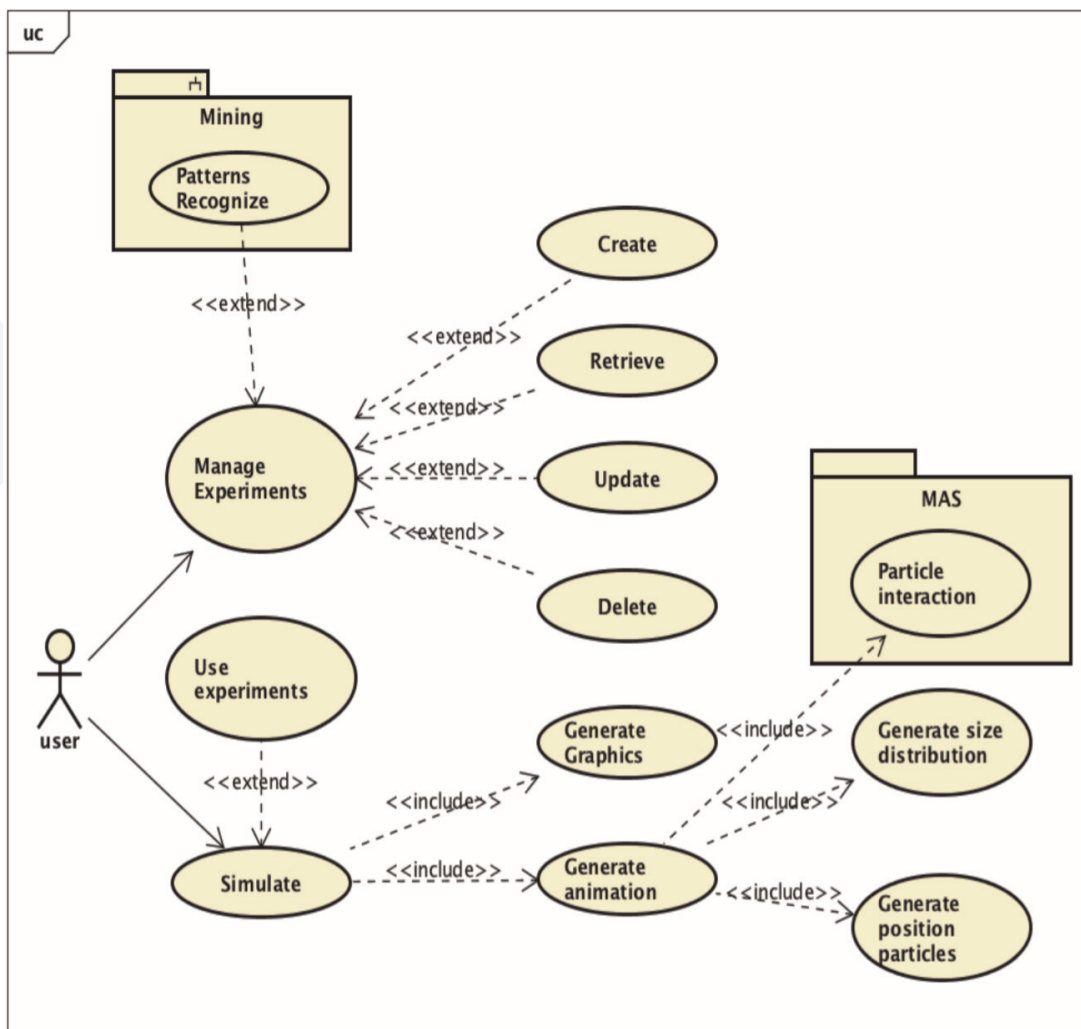 uc
Mining
Patterns
Recognize
<<extend>>
Create
<<extend>>
Retrieve
<<extend>>
Manage
Experiments
<<extend>>
Update
<<extend>>
Delete
MAS
Particle
interaction
user
Use
experiments
<<extend>>
Generate
Graphics
<<include>>
Generate size
distribution
<<include>>
<<include>>
Simulate
<<include>>
Generate
animation
<<include>>
Generate
position
particles